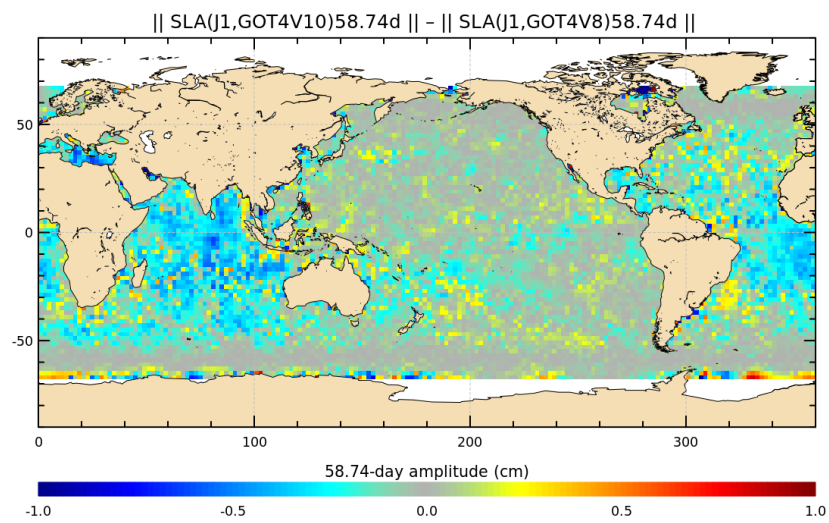 || SLA(J1,GOT4V10)58.74d || – || SLA(J1,GOT4V8)58.74d ||
50
0
-50
0 100 200 300
58.74-day amplitude (cm)
-1.0 -0.5 0.0 0.5 1.0